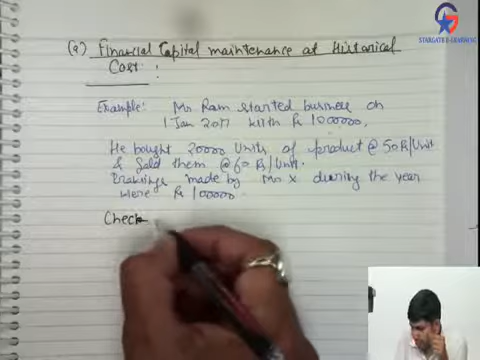 STARGATE E-LEARNING
(a) Financial Capital maintenance at Historical
Cost :
Example: Mr Ram started business on
1 Jan 2017 with ₨ 1000000.
He bought 20000 Units of product @ 50 ₨/Unit
& Sold them @ 60 ₨/Unit.
Drawings made by Mr X during the year
were ₨ 100000
Check